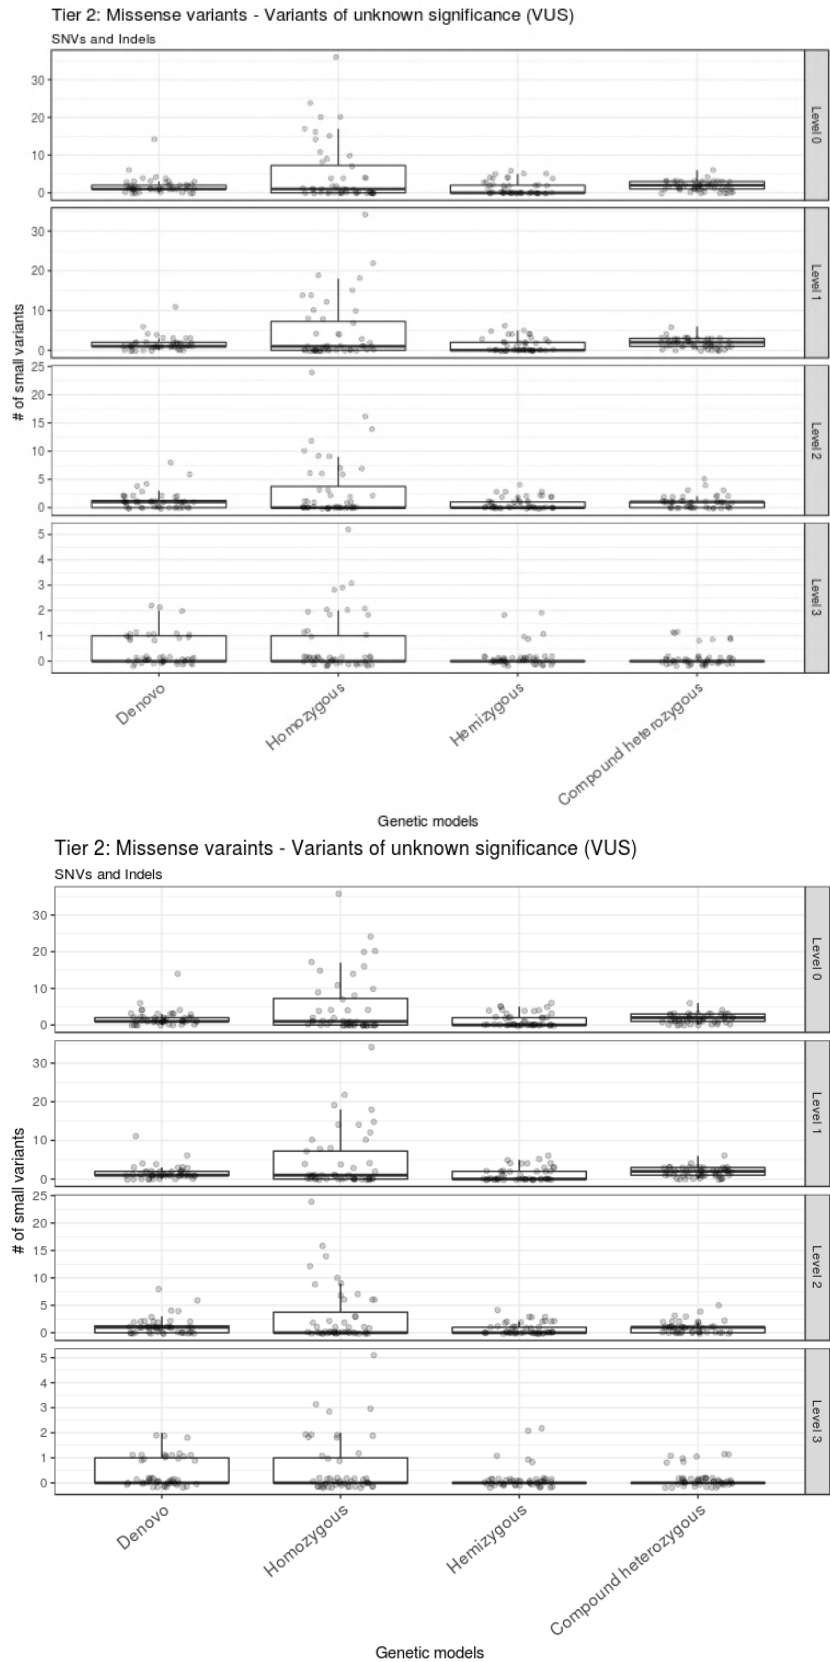 Tier 2: Missense variants - Variants of unknown significance (VUS)
SNVs and Indels
30
20
10
0
Level 0
30
20
10
0
Level 1
# of small variants
25
20
15
10
5
0
Level 2
5
4
3
2
1
0
Level 3
Denovo
Homozygous
Hemizygous
Compound heterozygous
Genetic models
Tier 2: Missense varaints - Variants of unknown significance (VUS)
SNVs and Indels
30
20
10
0
Level 0
30
20
10
0
Level 1
# of small variants
25
20
15
10
5
0
Level 2
5
4
3
2
1
0
Level 3
Denovo
Homozygous
Hemizygous
Compound heterozygous
Genetic models